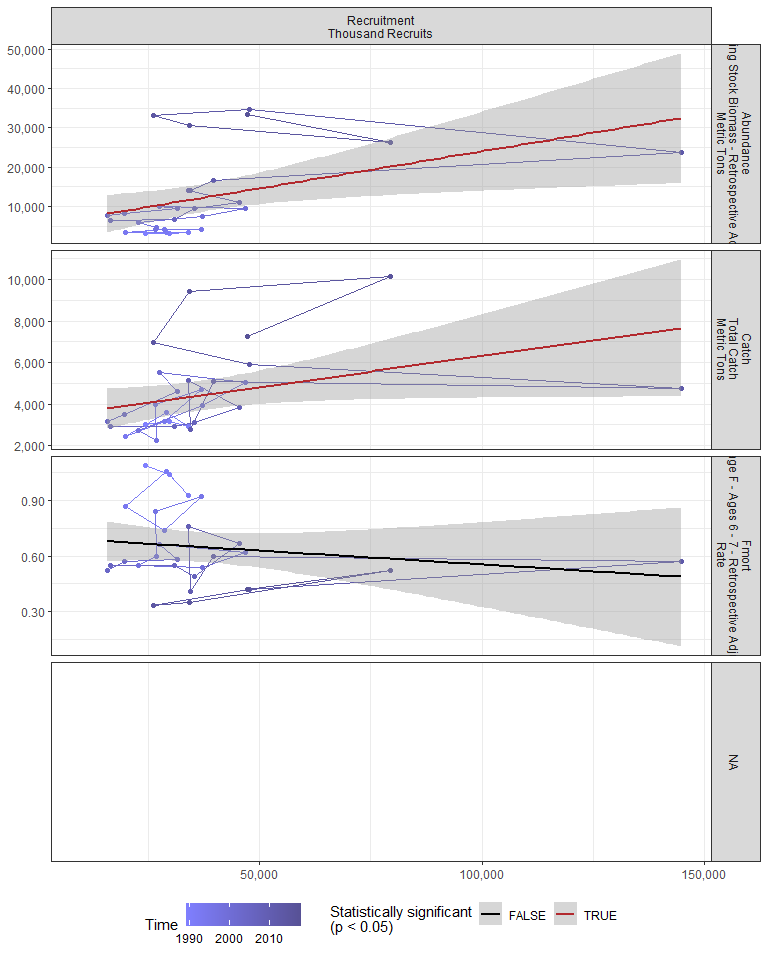 Recruitment
Thousand Recruits
50,000
40,000
30,000
20,000
10,000
Abundance
ing Stock Biomass - Retrospective Ad
Metric Tons
10,000
8,000
6,000
4,000
2,000
Catch
Total Catch
Metric Tons
0.90
0.60
0.30
Fmort
ge F - Ages 6 - 7 - Retrospective Adj
Rate
NA
50,000
100,000
150,000
Time
1990 2000 2010
Statistically significant
(p < 0.05)
FALSE
TRUE